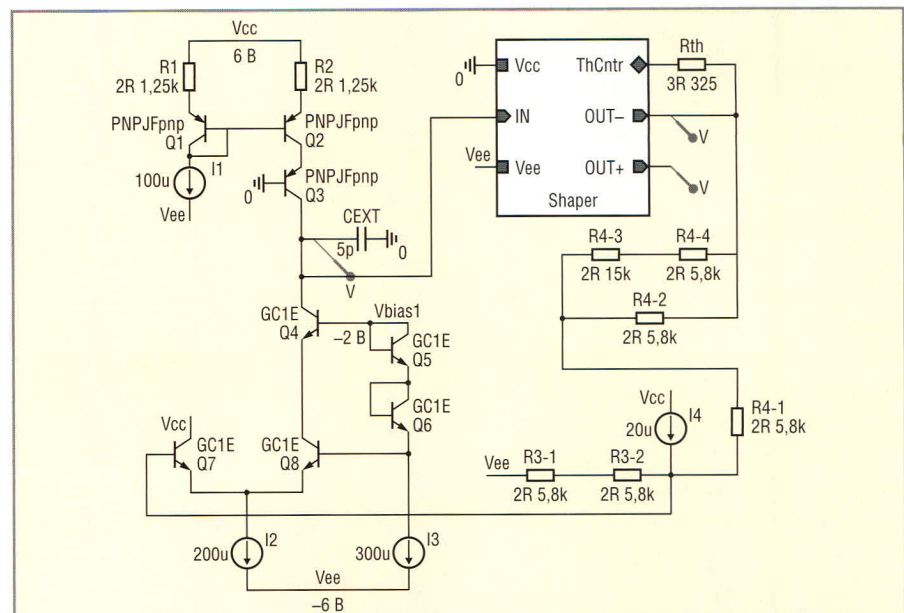 Vcc
6 В
R1
2R 1,25k
R2
2R 1,25k
PNPJFpnp
Q1
PNPJFpnp
Q2
I1
100u
Vee
PNPJFpnp
Q3
0
CEXT
5p
0
V
Vcc
0
IN
Vee
Vee
ThCntr
OUT–
OUT+
Shaper
Rth
3R 325
V
V
R4-3
2R 15k
R4-4
2R 5,8k
R4-2
2R 5,8k
GC1E
Q4
Vbias1
–2 В
GC1E
Q5
GC1E
Q6
Vcc
GC1E
Q7
GC1E
Q8
Vcc
I4
20u
R4-1
2R 5,8k
Vee
R3-1
2R 5,8k
R3-2
2R 5,8k
I2
200u
I3
300u
Vee
–6 В